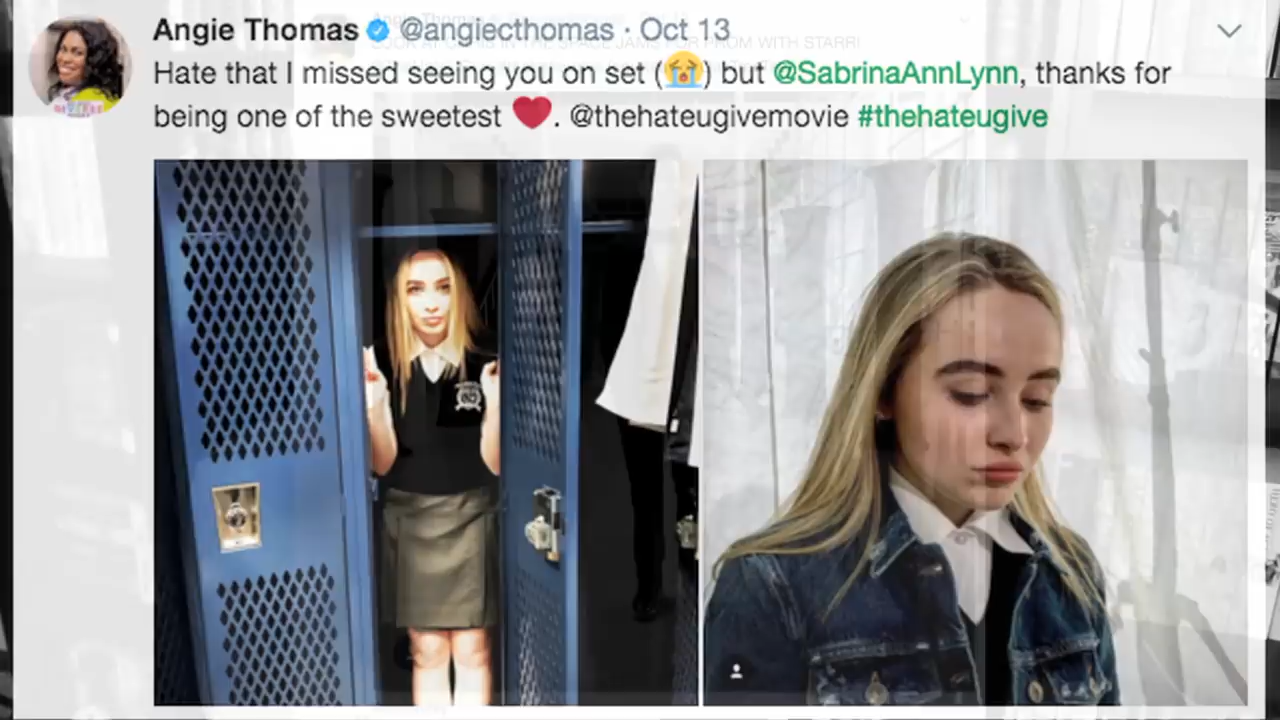 Angie Thomas @angiecthomas · Oct 13
Hate that I missed seeing you on set (😭) but @SabrinaAnnLynn, thanks for
being one of the sweetest ❤️. @thehateugivemovie #thehateugive